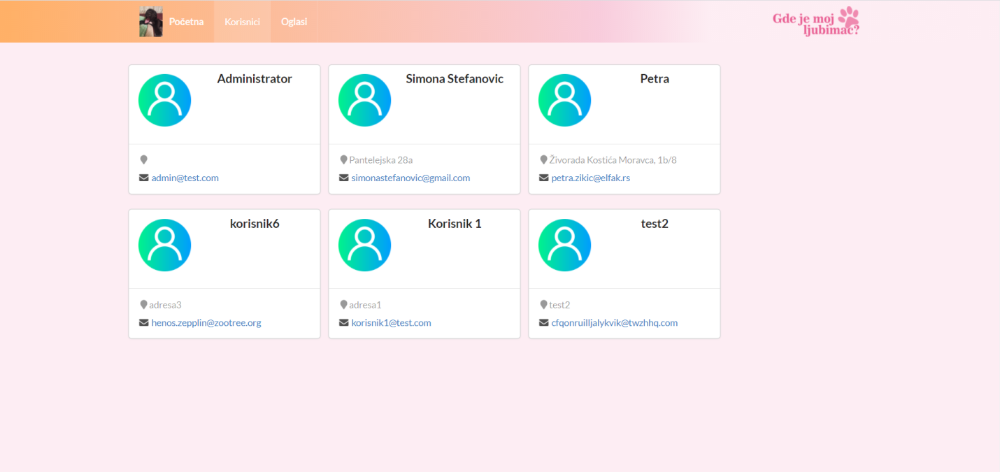 Početna Korisnici Oglasi
Gde je moj
ljubimac?
Administrator
admin@test.com
Simona Stefanovic
Pantelejska 28a
simonastefanovic@gmail.com
Petra
Živorada Kostića Moravca, 1b/8
petra.zikic@elfak.rs
korisnik6
adresa3
henos.zepplin@zootree.org
Korisnik 1
adresa1
korisnik1@test.com
test2
test2
cfqonruilljalykvik@twzhhq.com